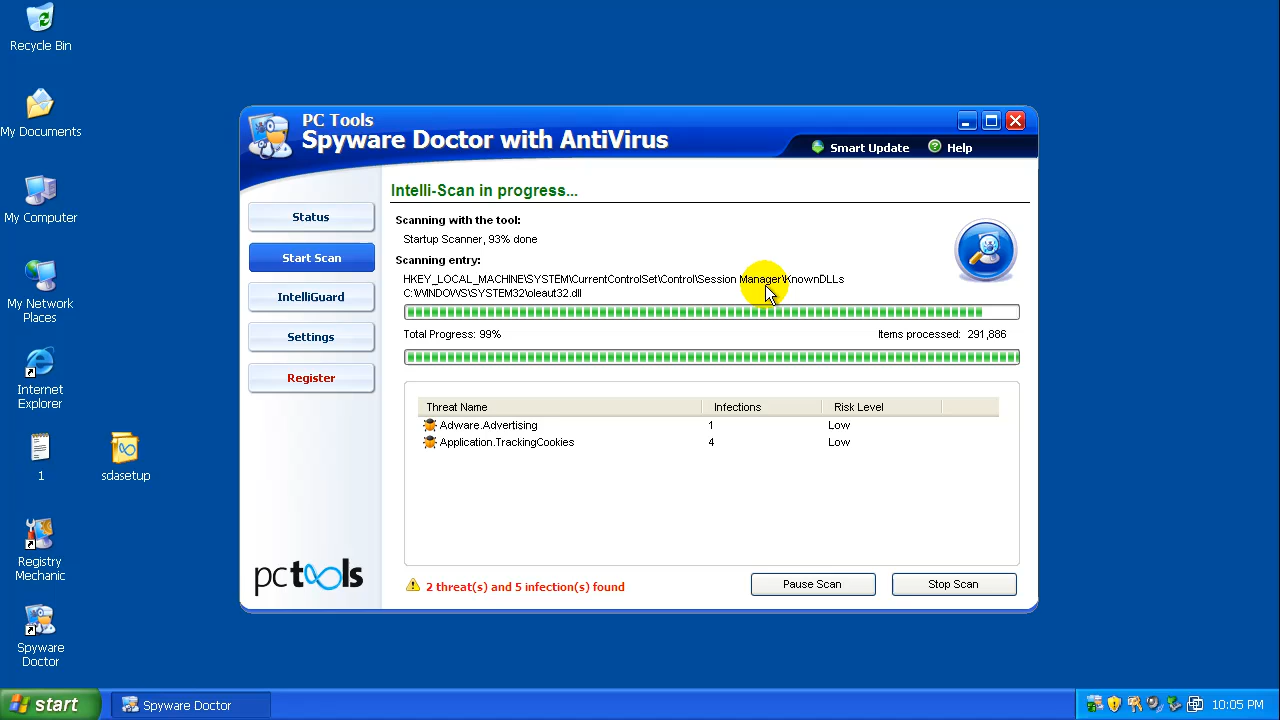 Recycle Bin
My Documents
My Computer
My Network
Places
Internet
Explorer
1
sdasetup
Registry
Mechanic
Spyware
Doctor
PC Tools
Spyware Doctor with AntiVirus
Smart Update
Help
Status
Start Scan
IntelliGuard
Settings
Register
pctools
Intelli-Scan in progress...
Scanning with the tool:
Startup Scanner, 93% done
Scanning entry:
HKEY_LOCAL_MACHINE\SYSTEM\CurrentControlSet\Control\Session Manager\KnownDLLs
C:\WINDOWS\SYSTEM32\oleaut32.dll
Total Progress: 99% Items processed: 291,886
Threat Name Infections Risk Level
Adware.Advertising 1 Low
Application.TrackingCookies 4 Low
2 threat(s) and 5 infection(s) found
Pause Scan
Stop Scan
start
Spyware Doctor
10:05 PM